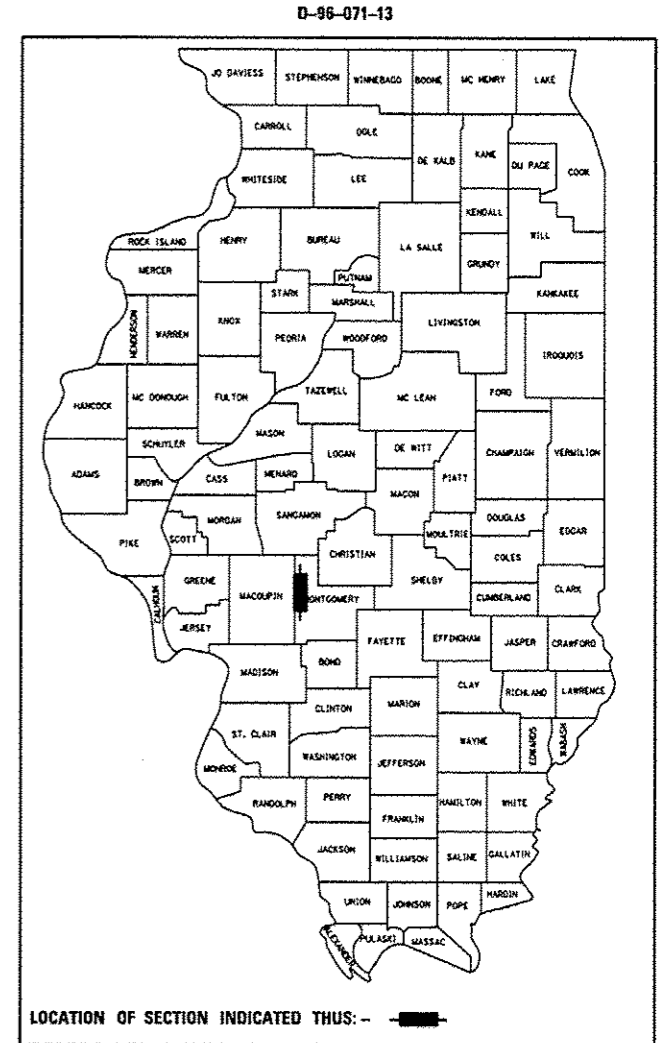 D-96-071-13
JO DAVIESS STEPHENSON WINNEBAGO BOONE MC HENRY LAKE
CARROLL OGLE
DE KALB KANE DU PAGE COOK
WHITESIDE LEE
KENDALL
ROCK ISLAND HENRY BUREAU LA SALLE GRUNDY WILL
MERCER PUTNAM
STARK MARSHALL KANKAKEE
HENDERSON WARREN KNOX PEORIA WOODFORD LIVINGSTON IROQUOIS
HANCOCK MC DONOUGH FULTON TAZEWELL MC LEAN FORD
SCHUYLER MASON LOGAN DE WITT CHAMPAIGN VERMILION
ADAMS BROWN CASS MENARD MACON PIATT
PIKE SCOTT MORGAN SANGAMON CHRISTIAN MOULTRIE DOUGLAS EDGAR
COLES
CALHOUN GREENE MACOUPIN ONTGOMERY SHELBY CUMBERLAND CLARK
JERSEY
MADISON BOND FAYETTE EFFINGHAM JASPER CRAWFORD
CLINTON MARION CLAY RICHLAND LAWRENCE
ST. CLAIR WASHINGTON WAYNE EDWARDS WABASH
MONROE JEFFERSON
RANDOLPH PERRY FRANKLIN HAMILTON WHITE
JACKSON WILLIAMSON SALINE GALLATIN
UNION JOHNSON POPE HARDIN
ALEXANDER PULASKI MASSAC
LOCATION OF SECTION INDICATED THUS: -